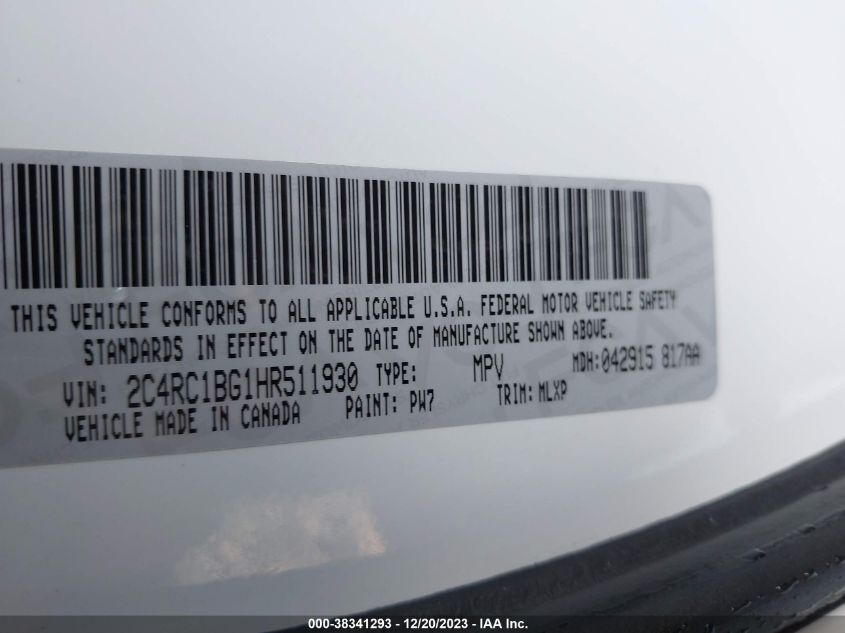 THIS VEHICLE CONFORMS TO ALL APPLICABLE U.S.A. FEDERAL MOTOR VEHICLE SAFETY
STANDARDS IN EFFECT ON THE DATE OF MANUFACTURE SHOWN ABOVE.
VIN: 2C4RC1BG1HR511930 TYPE: MPV MDH:042915 817AA
VEHICLE MADE IN CANADA PAINT: PW7 TRIM: MLXP
000-38341293 - 12/20/2023 - IAA Inc.